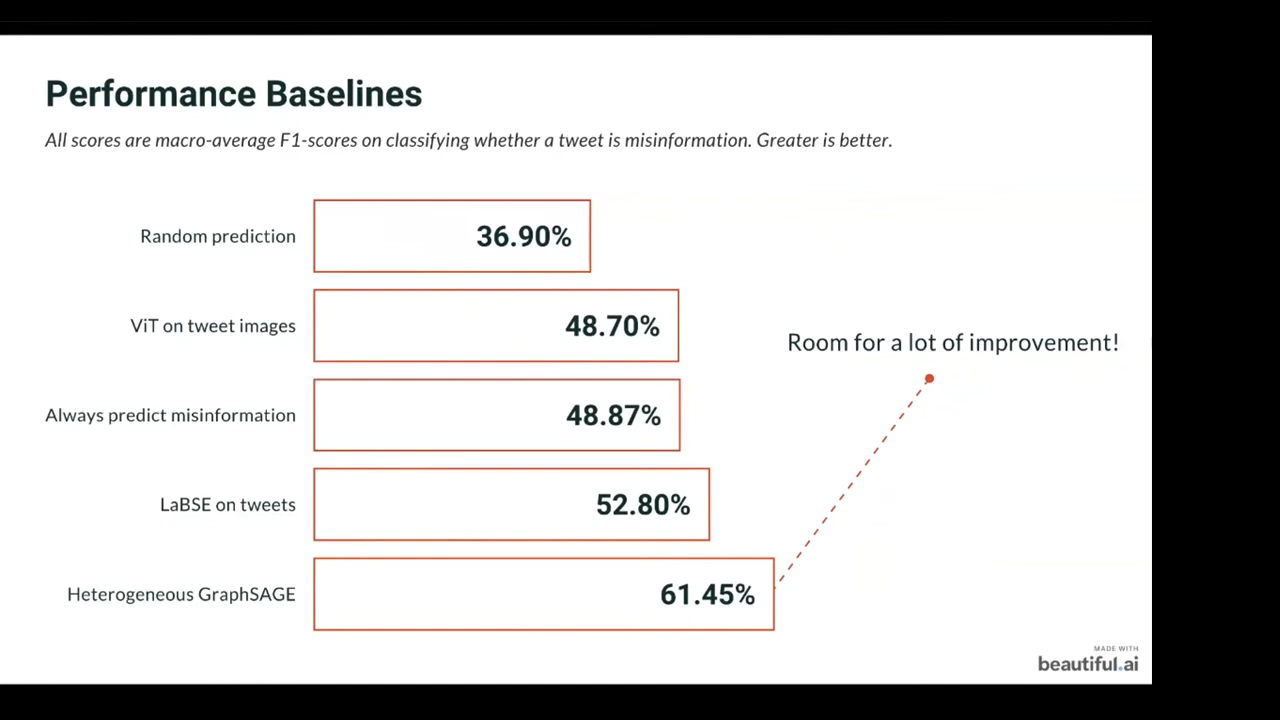 Performance Baselines
All scores are macro-average F1-scores on classifying whether a tweet is misinformation. Greater is better.
Random prediction 36.90%
ViT on tweet images 48.70%
Room for a lot of improvement!
Always predict misinformation 48.87%
LaBSE on tweets 52.80%
Heterogeneous GraphSAGE 61.45%
MADE WITH
beautiful.ai